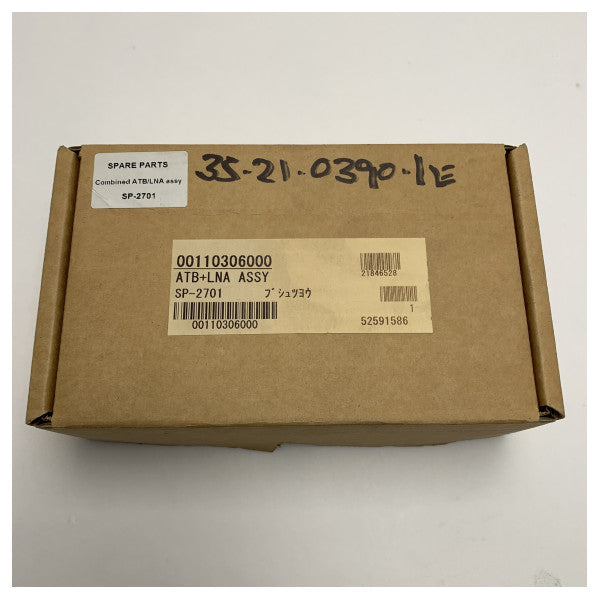 SPARE PARTS
Combined ATB/LNA assy
SP-2701
35-21-0390-1E
00110306000
ATB+LNA ASSY
SP-2701 ブシュツヨウ
00110306000
21846528
1
52591586